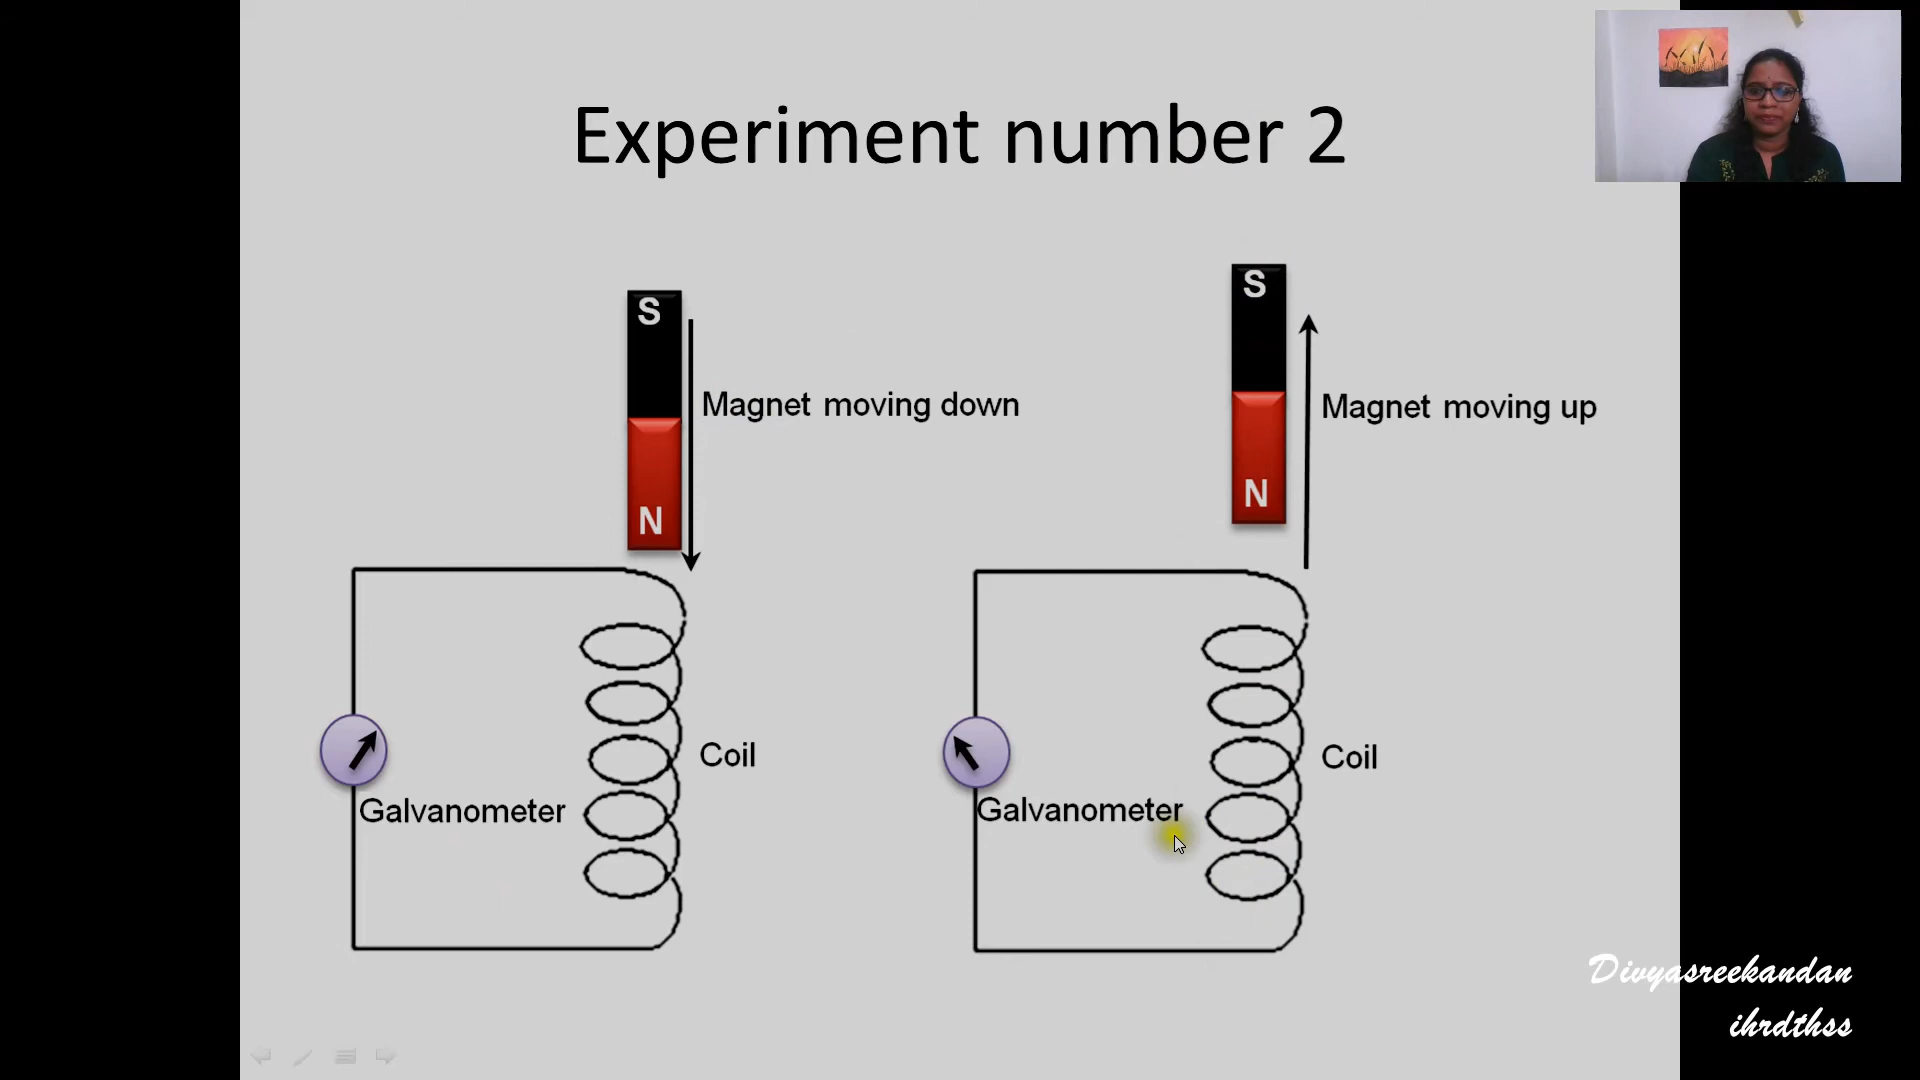 Experiment number 2
S
Magnet moving down
N
S
Magnet moving up
N
Coil
Galvanometer
Coil
Galvanometer
Divyasreekandan
ihrdthss